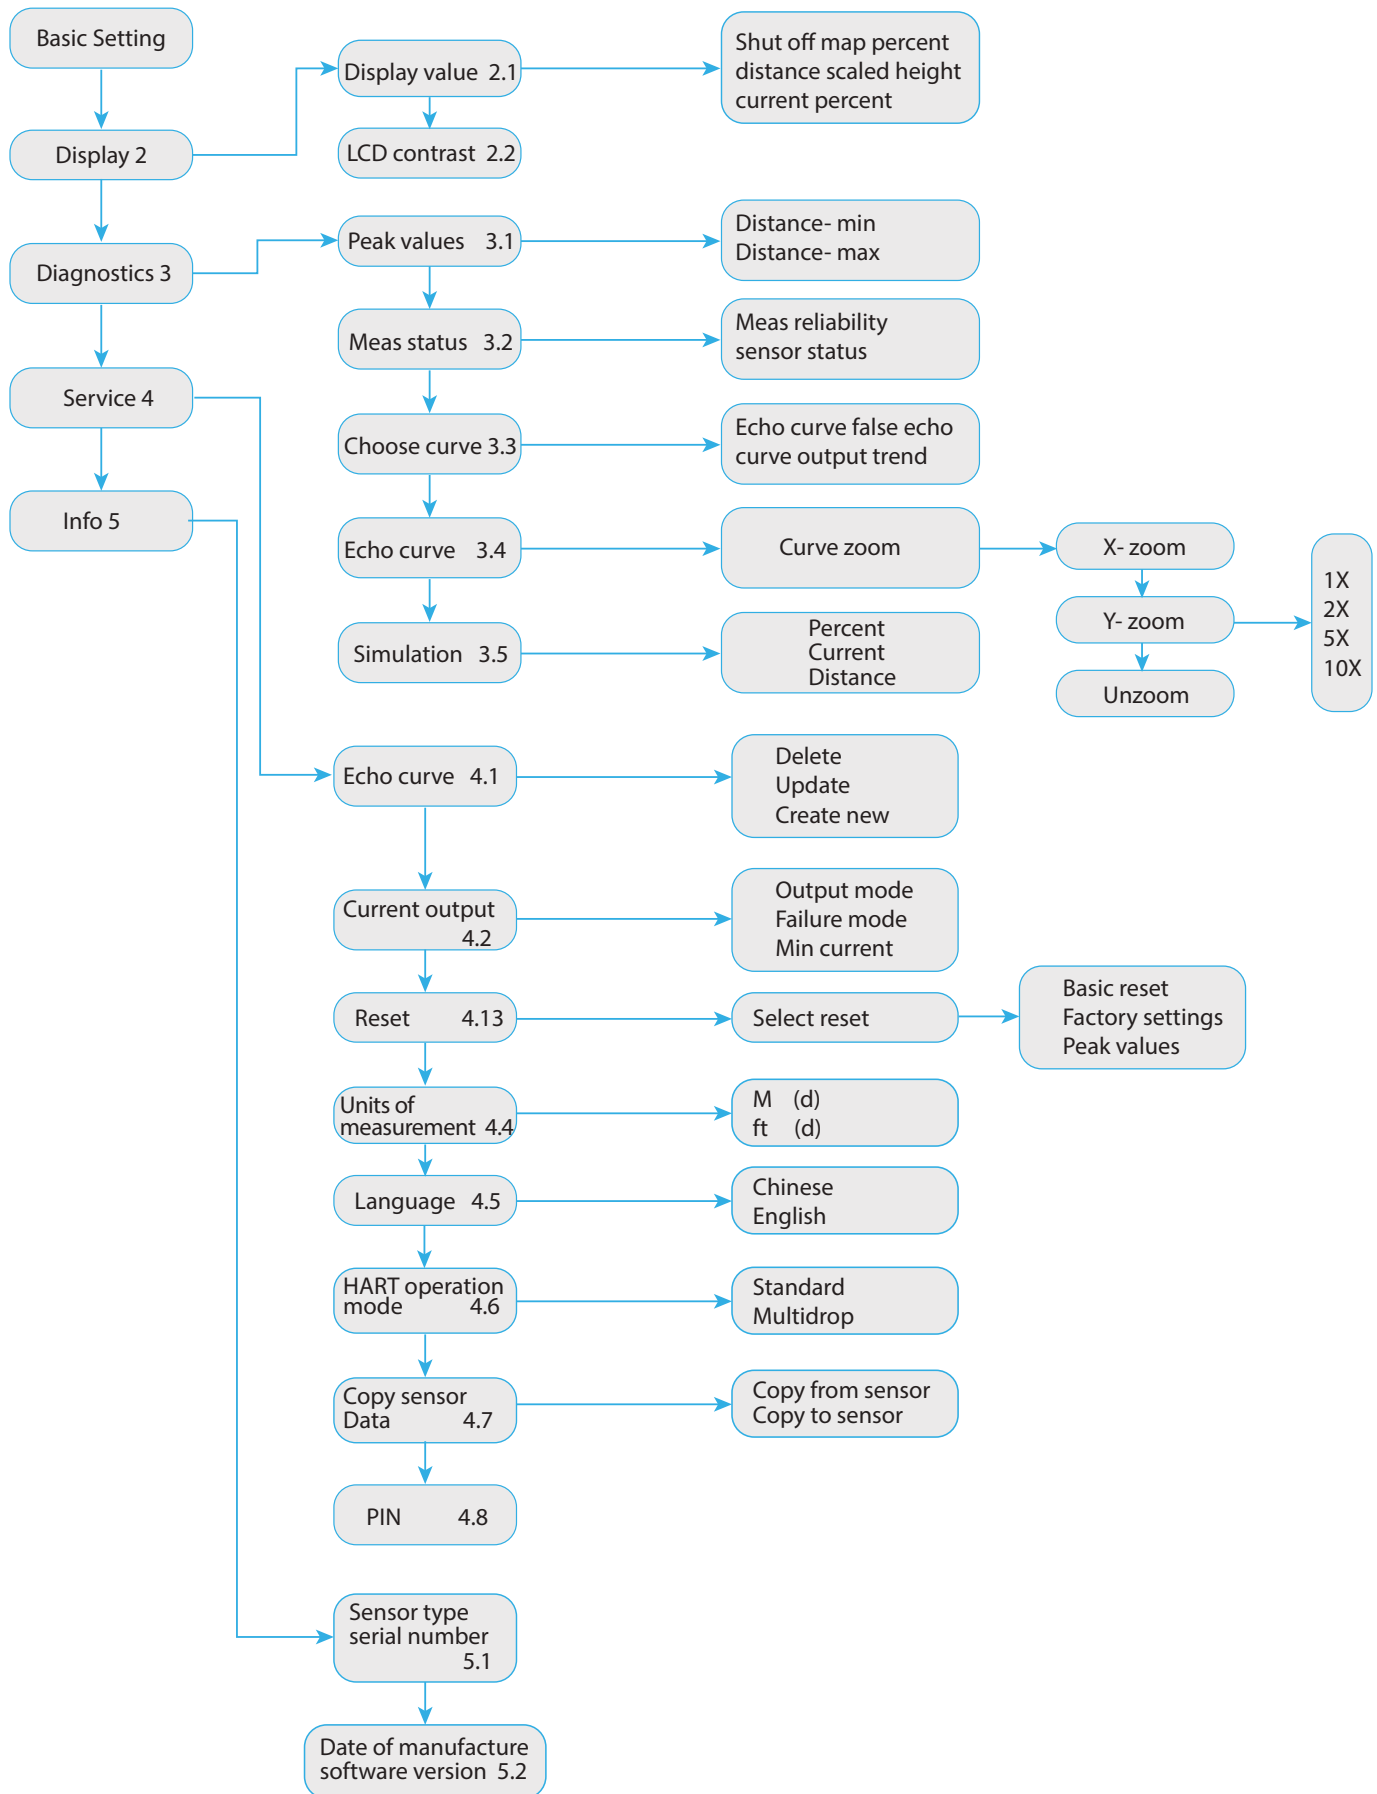 Basic Setting
Display 2
Diagnostics 3
Service 4
Info 5
Display value 2.1
LCD contrast 2.2
Shut off map percent
distance scaled height
current percent
Peak values 3.1
Distance- min
Distance- max
Meas status 3.2
Meas reliability
sensor status
Choose curve 3.3
Echo curve false echo
curve output trend
Echo curve 3.4
Curve zoom
X- zoom
Y- zoom
Unzoom
1X
2X
5X
10X
Simulation 3.5
Percent
Current
Distance
Echo curve 4.1
Delete
Update
Create new
Current output
4.2
Output mode
Failure mode
Min current
Reset 4.13
Select reset
Basic reset
Factory settings
Peak values
Units of
measurement 4.4
M (d)
ft (d)
Language 4.5
Chinese
English
HART operation
mode 4.6
Standard
Multidrop
Copy sensor
Data 4.7
Copy from sensor
Copy to sensor
PIN 4.8
Sensor type
serial number
5.1
Date of manufacture
software version 5.2